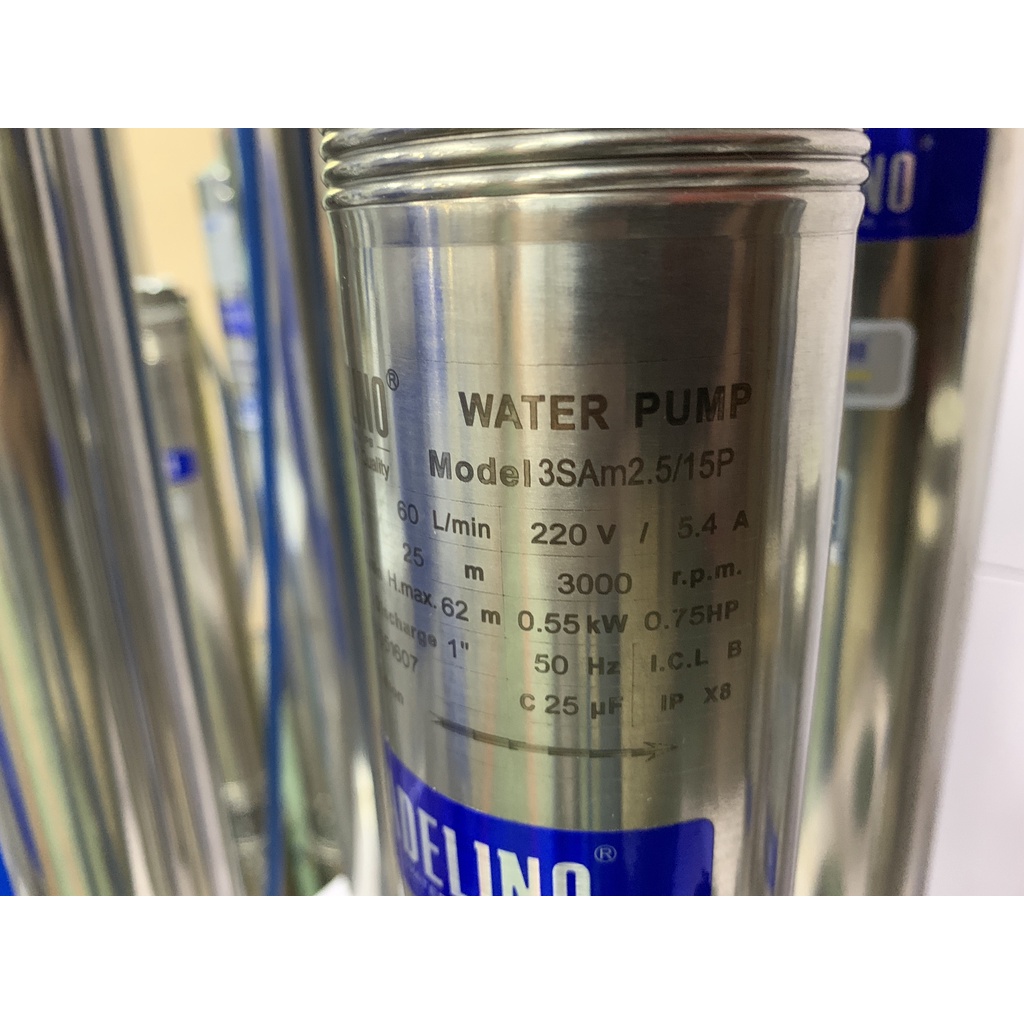 WATER PUMP
Model 3SAm2.5/15P
60 L/min 220 V / 5.4 A
25 m 3000 r.p.m.
H.max. 62 m 0.55 kW 0.75HP
1" 50 Hz I.C.L B
C 25 µF IP X8